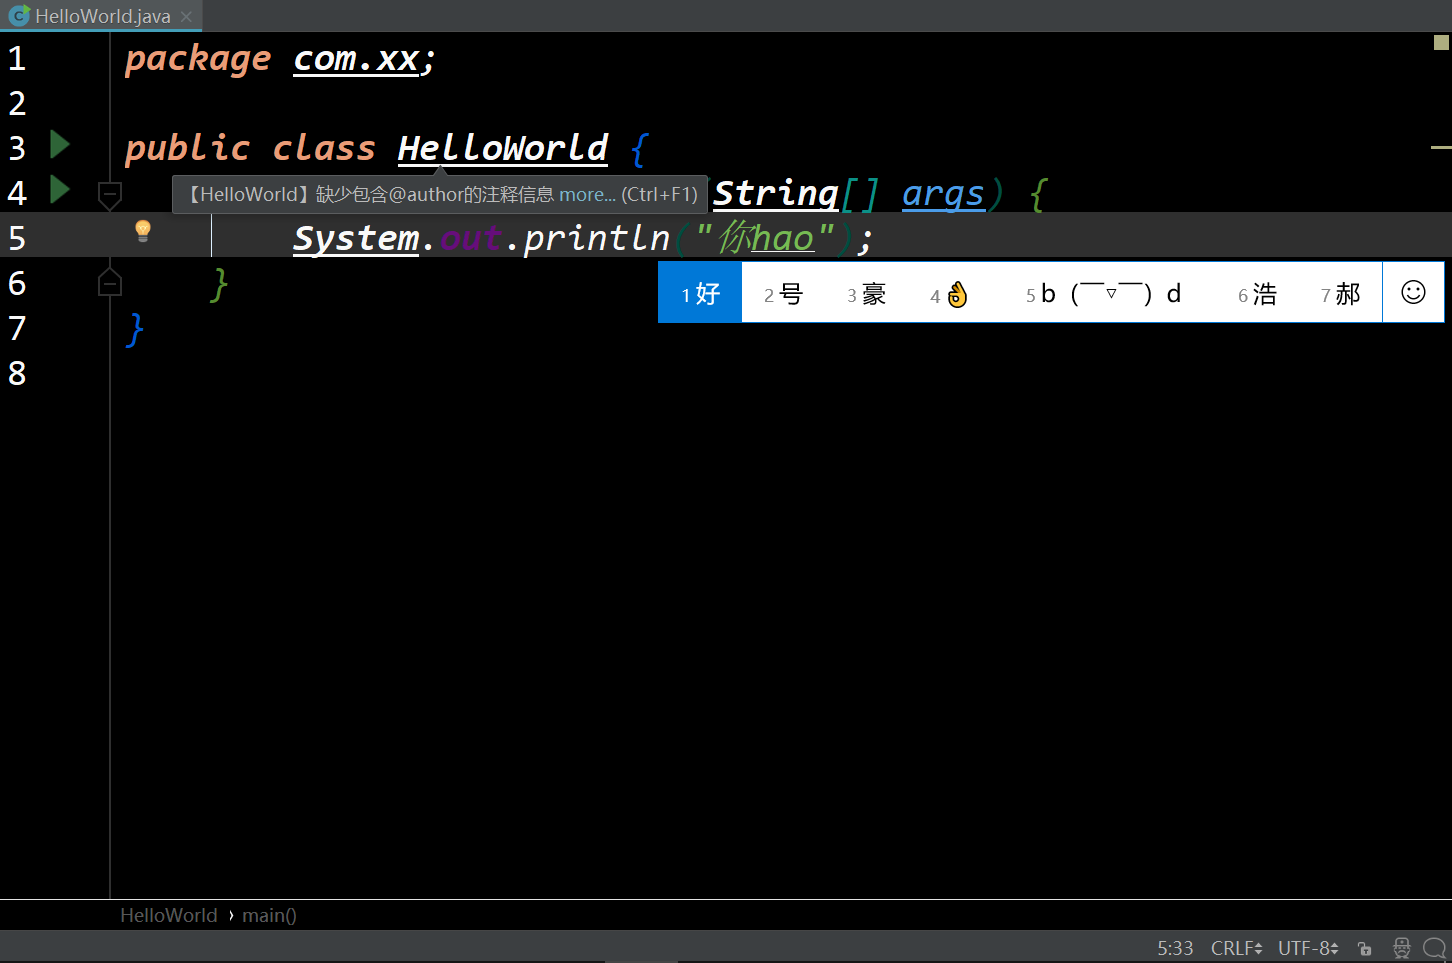 HelloWorld.java
1 package com.xx;
2
3 public class HelloWorld {
【HelloWorld】缺少包含@author的注释信息 more... (Ctrl+F1)
4 (String[] args) {
5 System.out.println("你hao");
1 好 2 号 3 豪 4 👌 5 b（￣▽￣）d 6 浩 7 郝
6 }
7 }
8
HelloWorld › main()
5:33 CRLF UTF-8